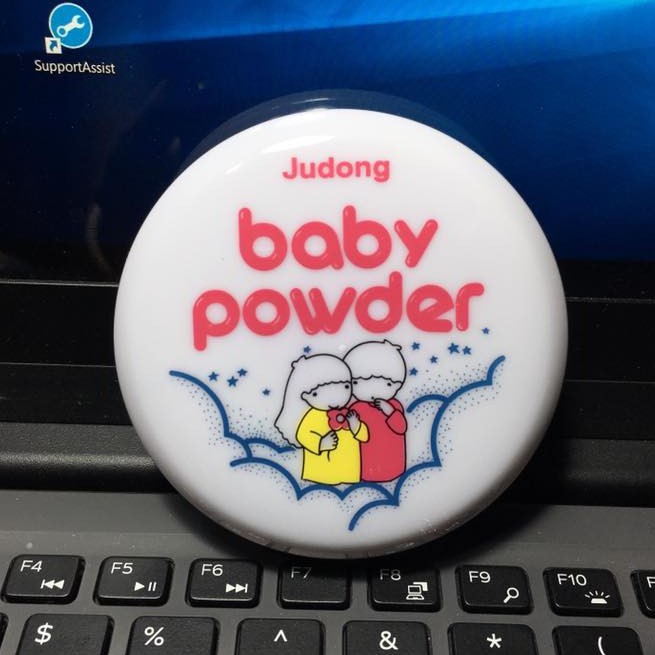 SupportAssist
Judong
baby
powder
F4 F5 F6 F7 F8 F9 F10 F
$ % ^ & * (